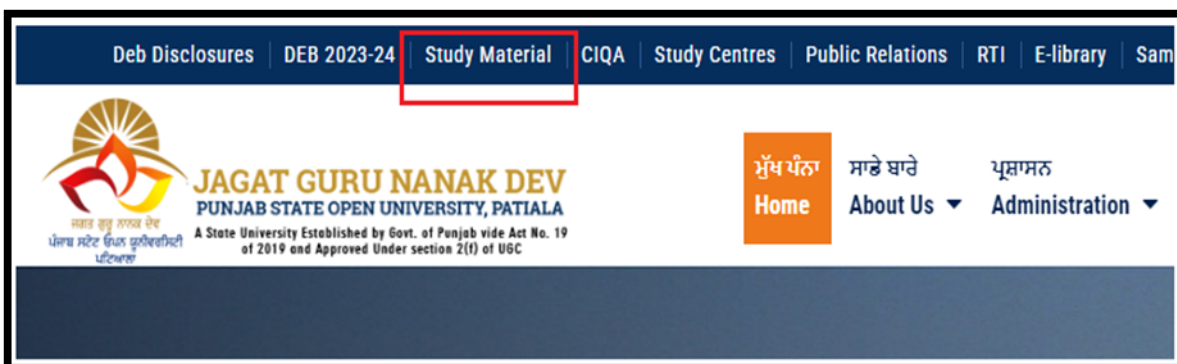 Deb Disclosures DEB 2023-24 Study Material CIQA Study Centres Public Relations RTI E-library Sam
ਜਗਤ ਗੁਰੂ ਨਾਨਕ ਦੇਵ
ਪੰਜਾਬ ਸਟੇਟ ਓਪਨ ਯੂਨੀਵਰਸਿਟੀ
ਪਟਿਆਲਾ
JAGAT GURU NANAK DEV
PUNJAB STATE OPEN UNIVERSITY, PATIALA
A State University Established by Govt. of Punjab vide Act No. 19
of 2019 and Approved Under section 2(f) of UGC
ਮੁੱਖ ਪੰਨਾ
Home
ਸਾਡੇ ਬਾਰੇ
About Us
ਪ੍ਰਸ਼ਾਸਨ
Administration